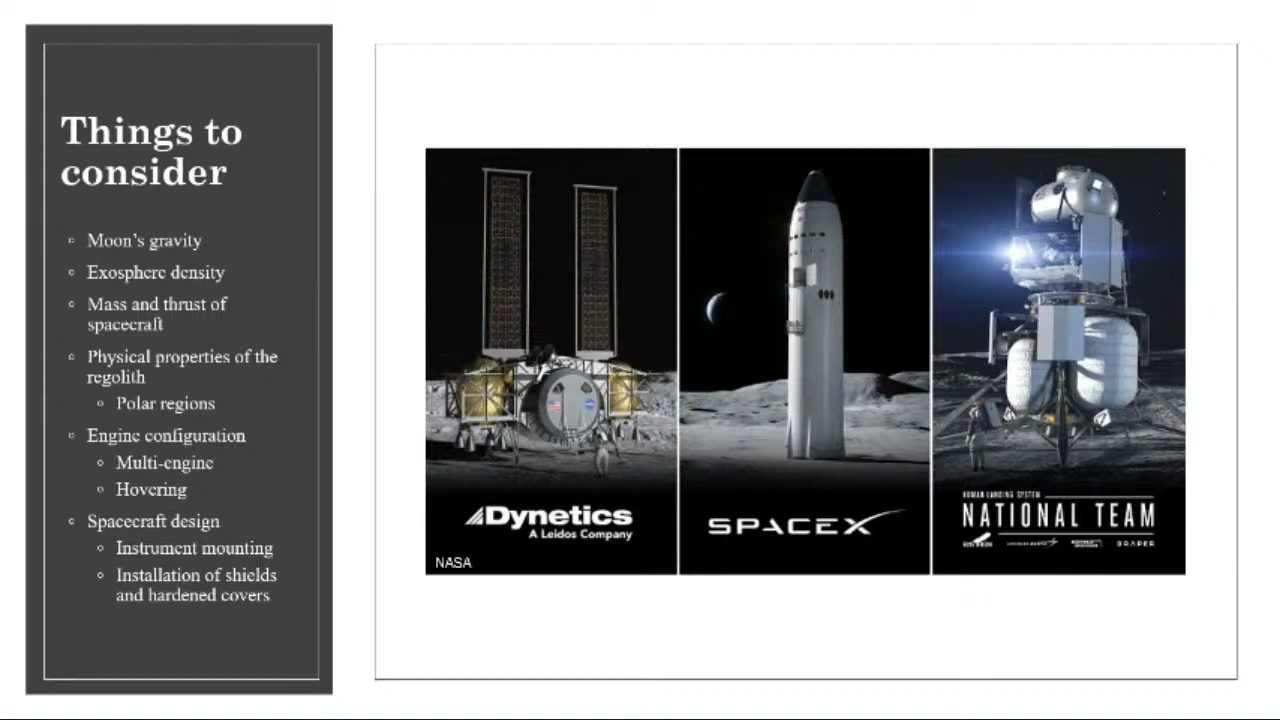 Things to
consider
Moon's gravity
Exosphere density
Mass and thrust of
spacecraft
Physical properties of the
regolith
Polar regions
Engine configuration
Multi-engine
Hovering
Spacecraft design
Instrument mounting
Installation of shields
and hardened covers
Dynetics
A Leidos Company
NASA
SPACEX
HUMAN LANDING SYSTEM
NATIONAL TEAM
DRAPER